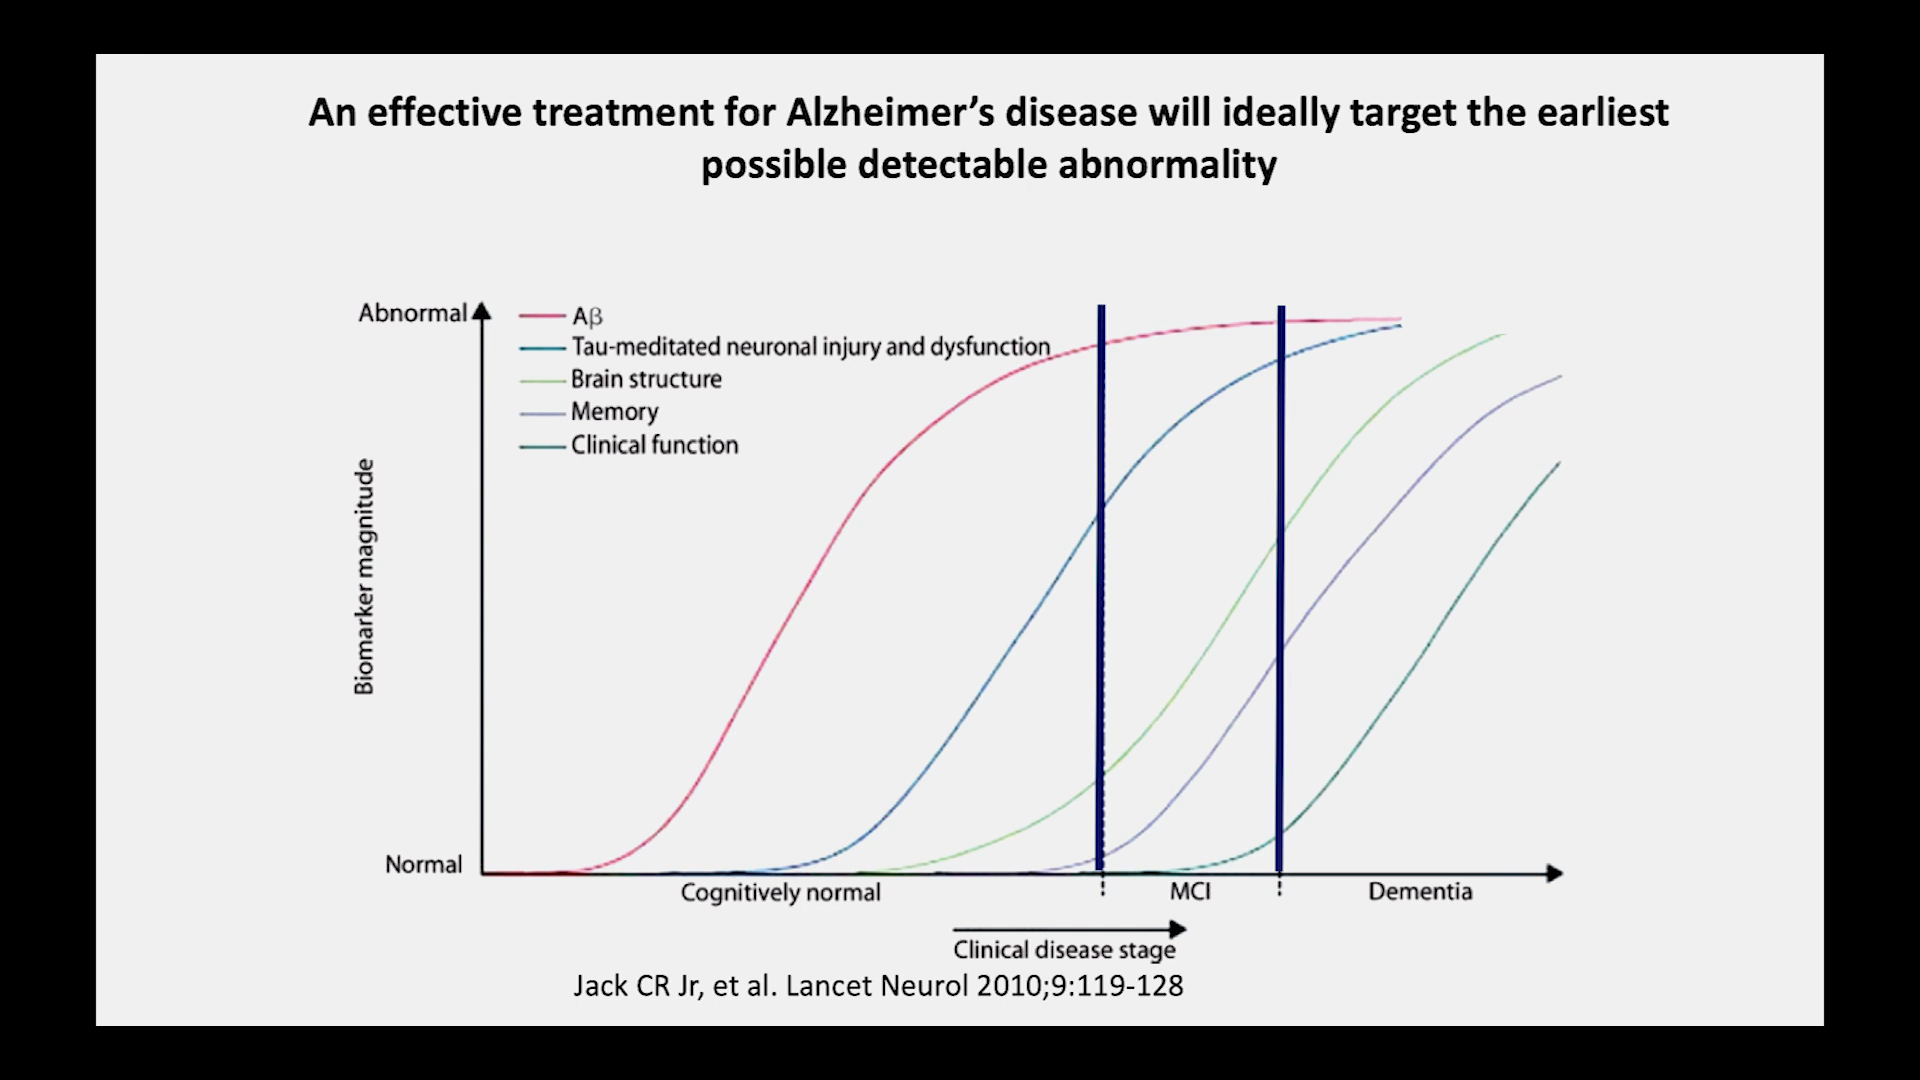 An effective treatment for Alzheimer’s disease will ideally target the earliest
possible detectable abnormality
Abnormal
Aβ
Tau-meditated neuronal injury and dysfunction
Brain structure
Memory
Clinical function
Biomarker magnitude
Normal
Cognitively normal
MCI
Dementia
Clinical disease stage
Jack CR Jr, et al. Lancet Neurol 2010;9:119-128